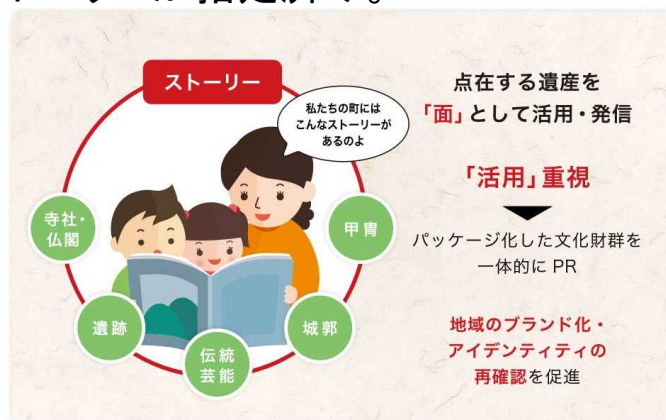 ストーリー
私たちの町には
こんなストーリーが
あるのよ
寺社・
仏閣
遺跡
伝統
芸能
城郭
甲冑
点在する遺産を
「面」として活用・発信
「活用」重視
パッケージ化した文化財群を
一体的に PR
地域のブランド化・
アイデンティティの
再確認を促進